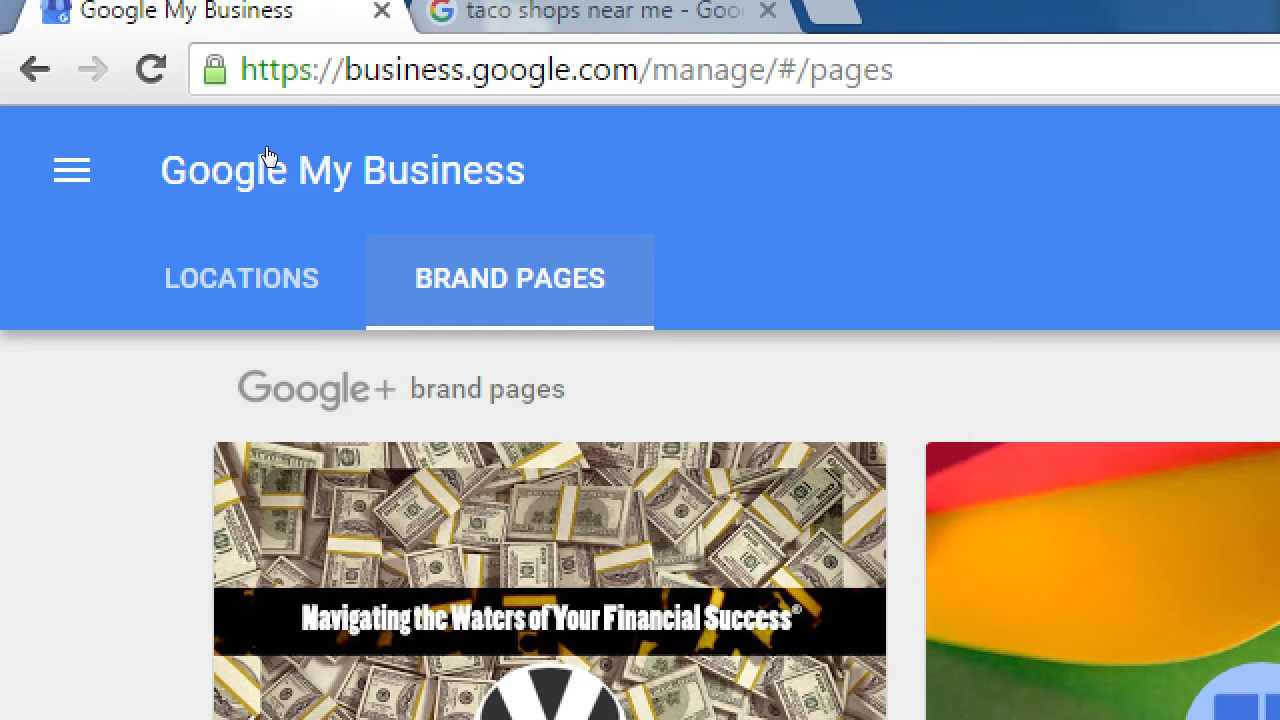 Google My Business
taco shops near me - Goo
https://business.google.com/manage/#/pages
Google My Business
LOCATIONS
BRAND PAGES
Google+ brand pages
Navigating the Waters of Your Financial Success®